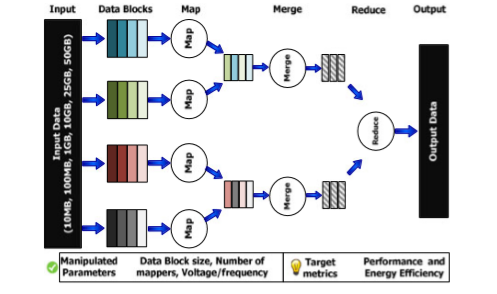 Input Data Blocks Map Merge Reduce Output
Input Data
(10MB, 100MB, 1GB, 10GB, 25GB, 50GB)
Map
Map
Map
Map
Merge
Merge
Reduce
Output Data
Manipulated
Parameters
Data Block size, Number of
mappers, Voltage/frequency
Target
metrics
Performance and
Energy Efficiency